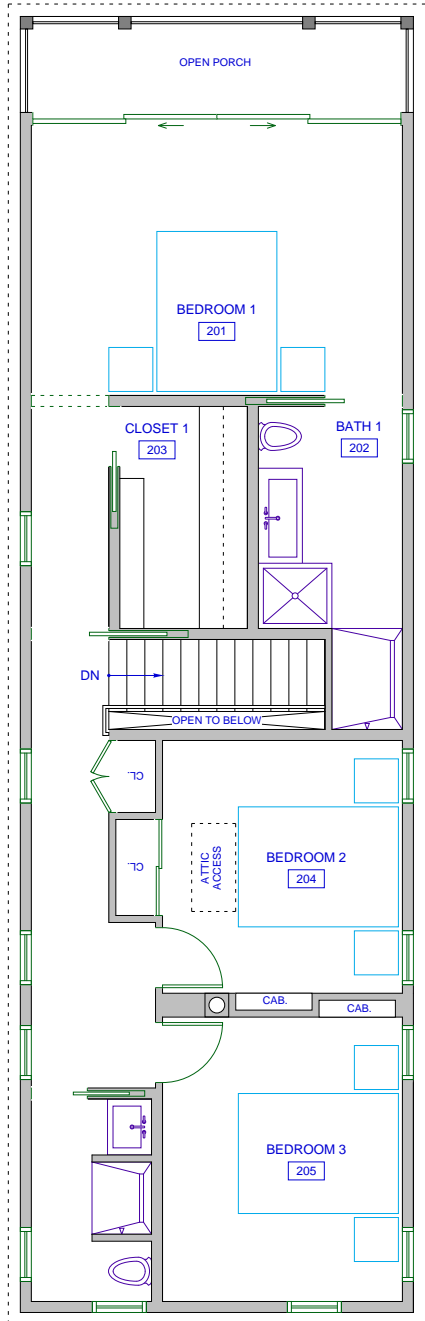 OPEN PORCH
BEDROOM 1
201
CLOSET 1
203
BATH 1
202
DN
OPEN TO BELOW
CL.
CL.
ATTIC
ACCESS
BEDROOM 2
204
CAB.
CAB.
BEDROOM 3
205